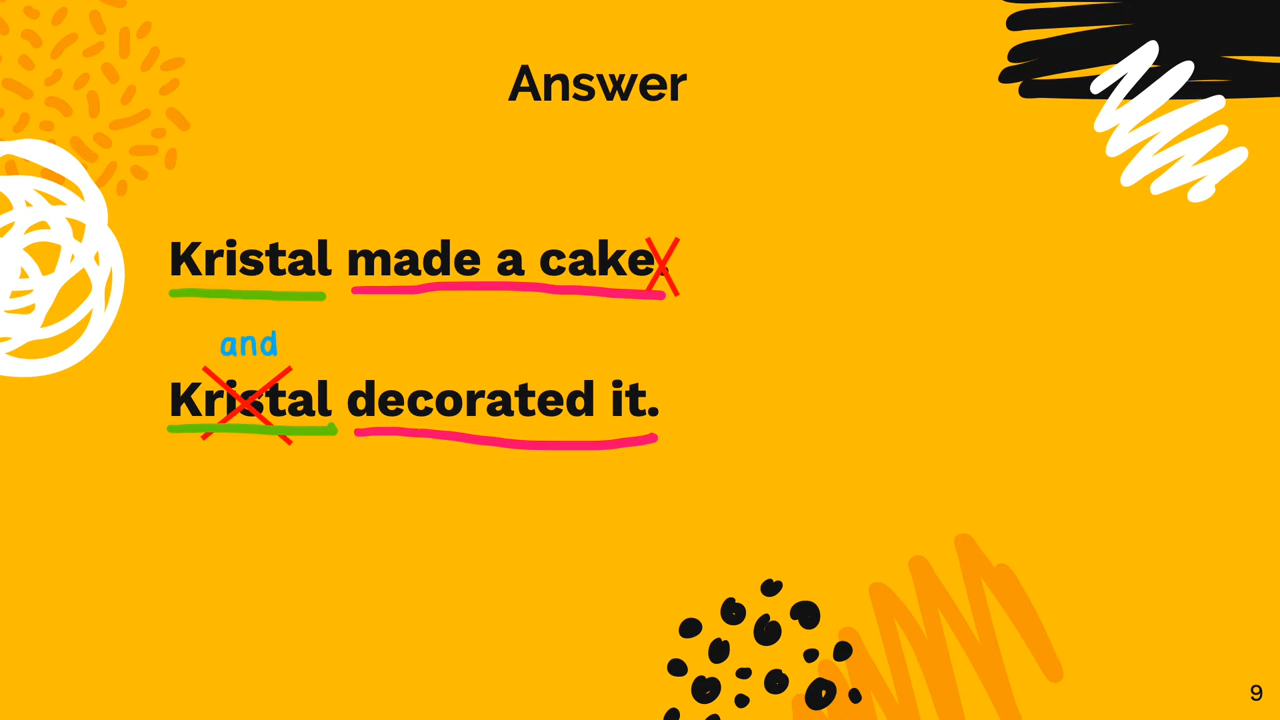 Answer
Kristal made a cake.
and
Kristal decorated it.
9